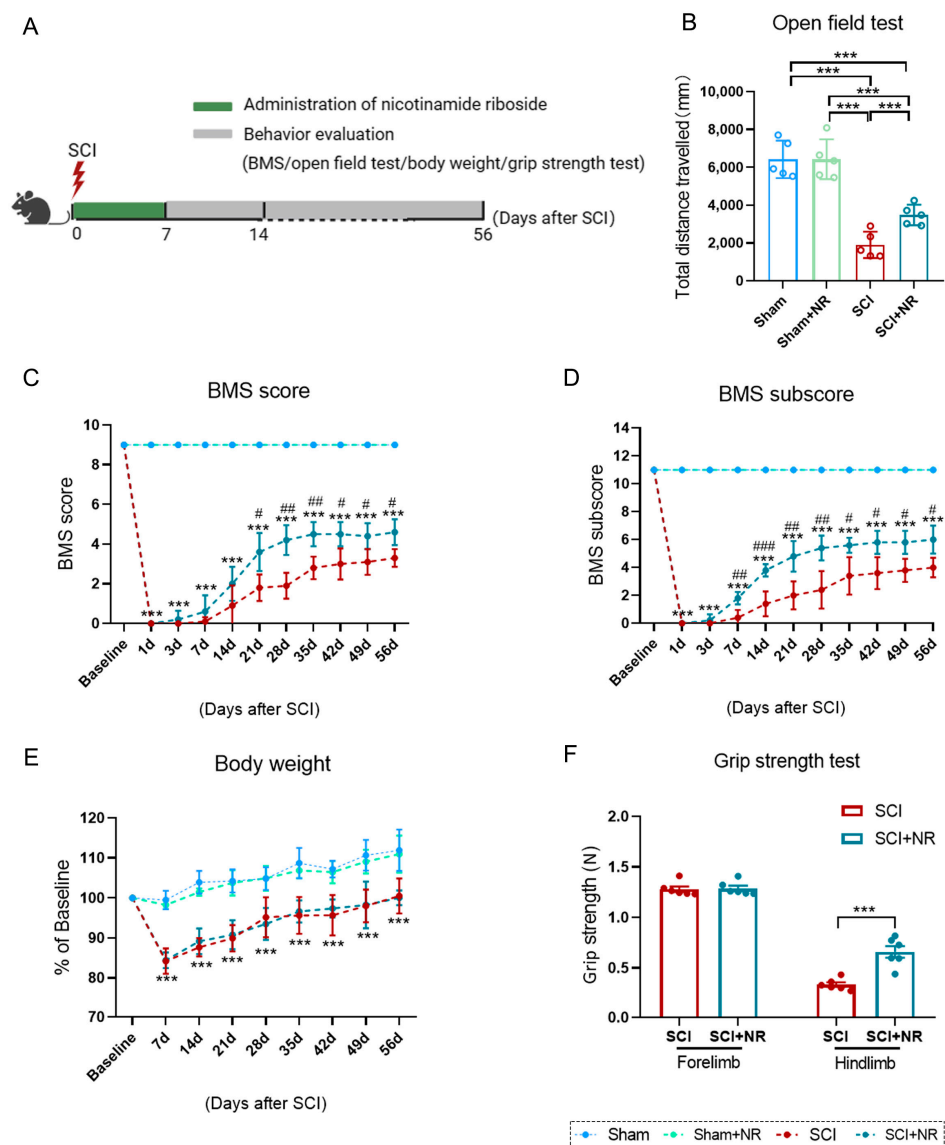 A
Administration of nicotinamide riboside
Behavior evaluation
(BMS/open field test/body weight/grip strength test)
SCI
0 7 14 56
(Days after SCI)
B
Open field test
*** *** *** *** ***
Total distance travelled (mm)
10,000
8,000
6,000
4,000
2,000
0
Sham Sham+NR SCI SCI+NR
C
BMS score
BMS score
10
8
6
4
2
0
# ## ## # # #
*** *** *** *** *** *** *** *** *** ***
Baseline 1d 3d 7d 14d 21d 28d 35d 42d 49d 56d
(Days after SCI)
D
BMS subscore
BMS subscore
14
12
10
8
6
4
2
0
## ### ## ## # # # #
*** *** *** *** *** *** *** *** *** ***
Baseline 1d 3d 7d 14d 21d 28d 35d 42d 49d 56d
(Days after SCI)
E
Body weight
% of Baseline
120
110
100
90
80
70
*** *** *** *** *** *** *** ***
Baseline 7d 14d 21d 28d 35d 42d 49d 56d
(Days after SCI)
F
Grip strength test
SCI
SCI+NR
Grip strength (N)
2.0
1.5
1.0
0.5
0.0
***
SCI SCI+NR SCI SCI+NR
Forelimb Hindlimb
Sham Sham+NR SCI SCI+NR